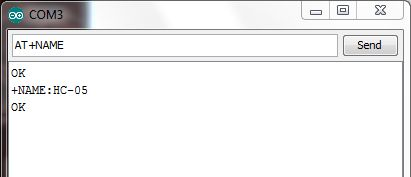 COM3
AT+NAME
Send
OK
+NAME:HC-05
OK